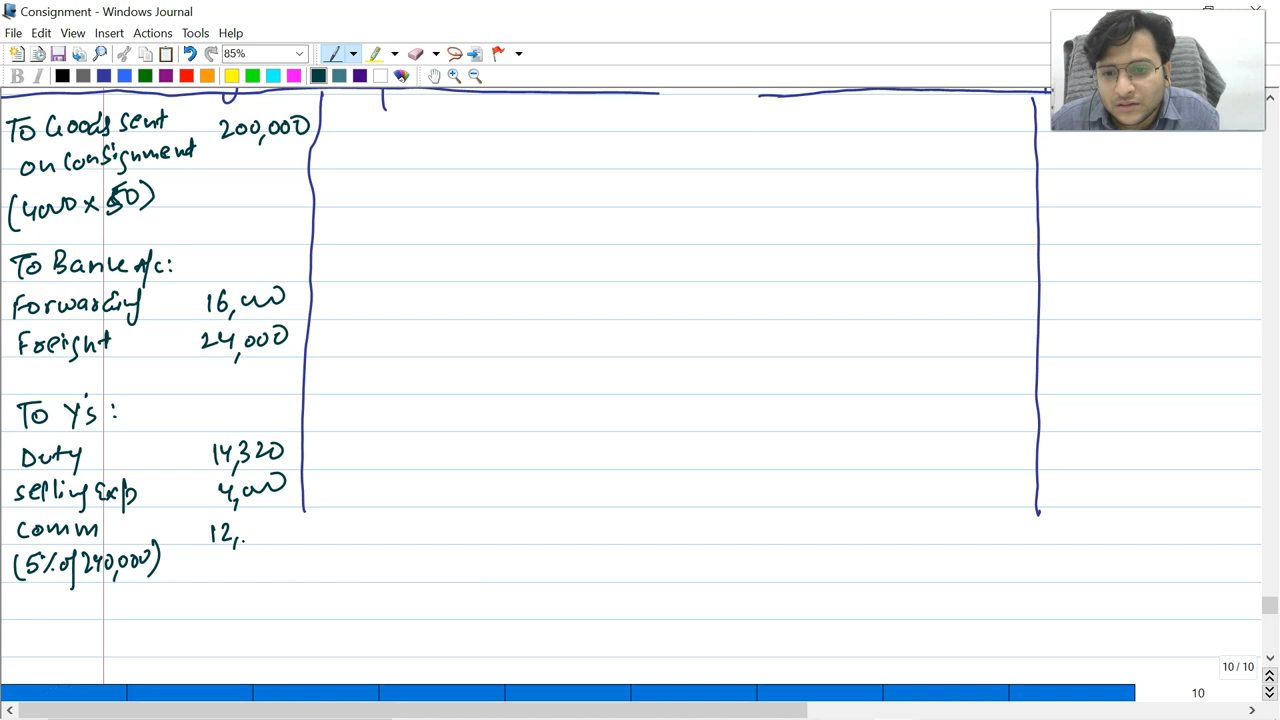 Consignment - Windows Journal
File Edit View Insert Actions Tools Help
85%
B I
To Goods sent 200,000
on Consignment
(4000 x 50)
To Bank A/c:
Forwarding 16,000
Freight 24,000
To Y's :
Duty 14,320
Selling Exp 4,000
Comm 12,
(5% of 240,000)
10 / 10
10